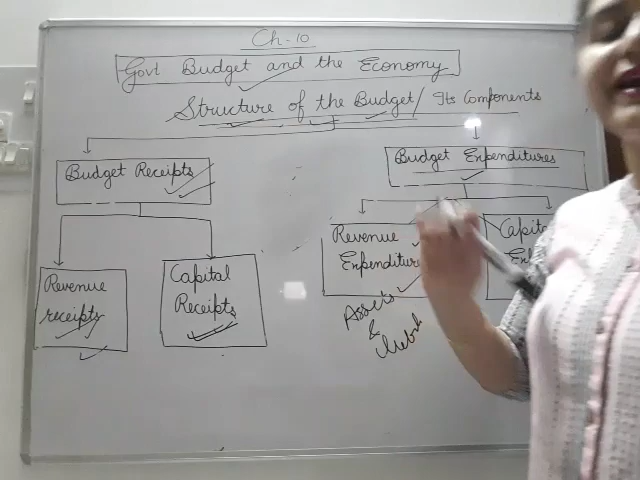 Ch-10
Govt Budget and the Economy
Structure of the Budget/ Its Components
Budget Receipts
Budget Expenditures
Revenue
receipts
Capital
Receipts
Revenue
Expenditure
Assets
&